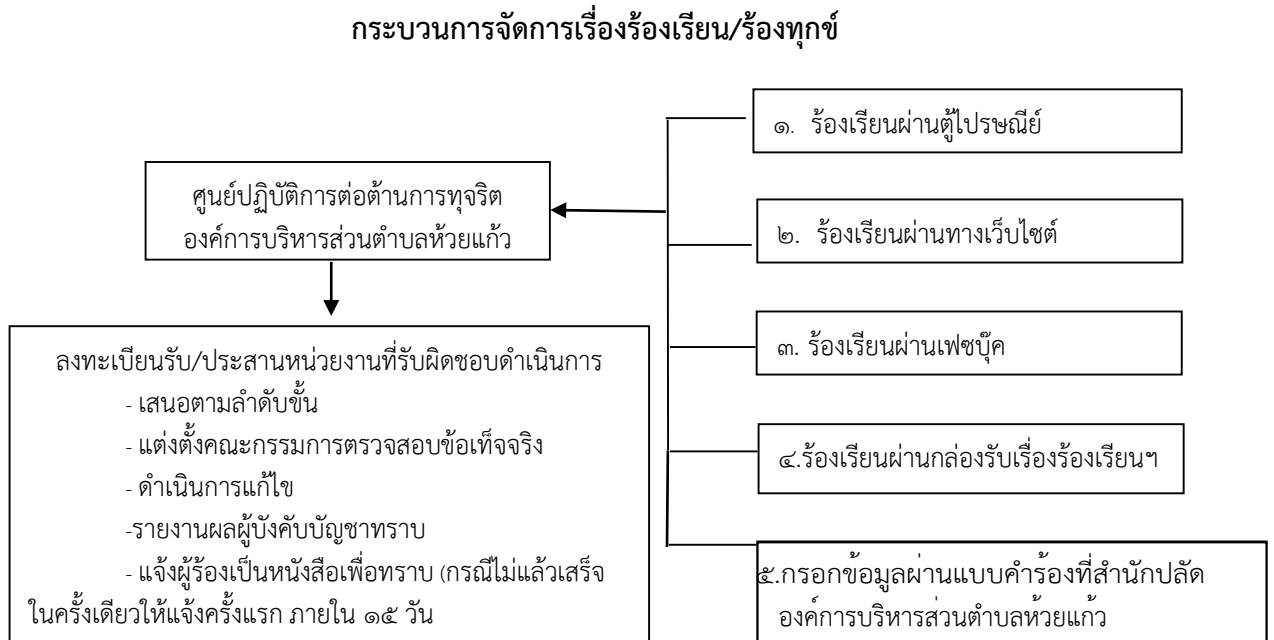 กระบวนการจัดการเรื่องร้องเรียน/ร้องทุกข์
๑. ร้องเรียนผ่านตู้ไปรษณีย์
ศูนย์ปฏิบัติการต่อต้านการทุจริต
องค์การบริหารส่วนตำบลห้วยแก้ว
๒. ร้องเรียนผ่านทางเว็บไซต์
๓. ร้องเรียนผ่านเฟซบุ๊ค
๔.ร้องเรียนผ่านกล่องรับเรื่องร้องเรียนฯ
๕.กรอกข้อมูลผ่านแบบคำร้องที่สำนักปลัด
องค์การบริหารส่วนตำบลห้วยแก้ว
ลงทะเบียนรับ/ประสานหน่วยงานที่รับผิดชอบดำเนินการ
- เสนอตามลำดับขั้น
- แต่งตั้งคณะกรรมการตรวจสอบข้อเท็จจริง
- ดำเนินการแก้ไข
-รายงานผลผู้บังคับบัญชาทราบ
- แจ้งผู้ร้องเป็นหนังสือเพื่อทราบ (กรณีไม่แล้วเสร็จ
ในครั้งเดียวให้แจ้งครั้งแรก ภายใน ๑๕ วัน